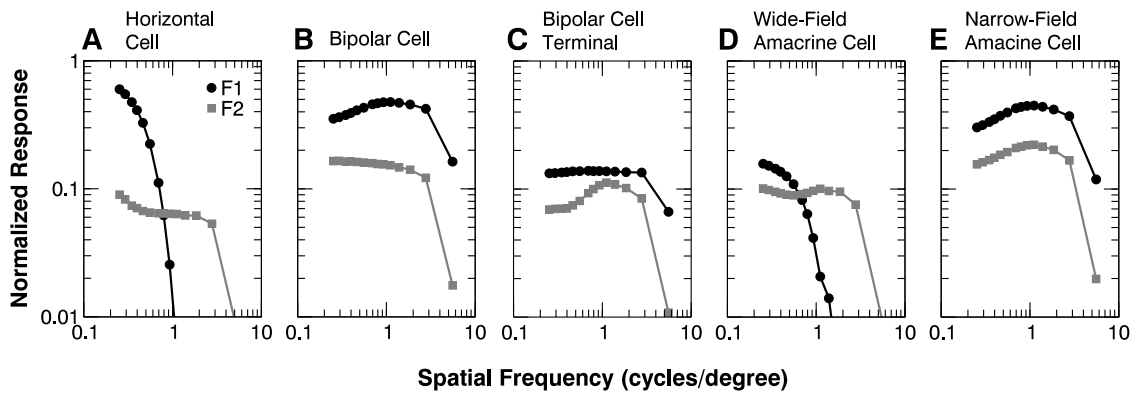 A Horizontal Cell
B Bipolar Cell
C Bipolar Cell Terminal
D Wide-Field Amacrine Cell
E Narrow-Field Amacine Cell
Normalized Response
1
0.1
0.01
F1
F2
0.1 1 10
0.1 1 10
0.1 1 10
0.1 1 10
0.1 1 10
Spatial Frequency (cycles/degree)